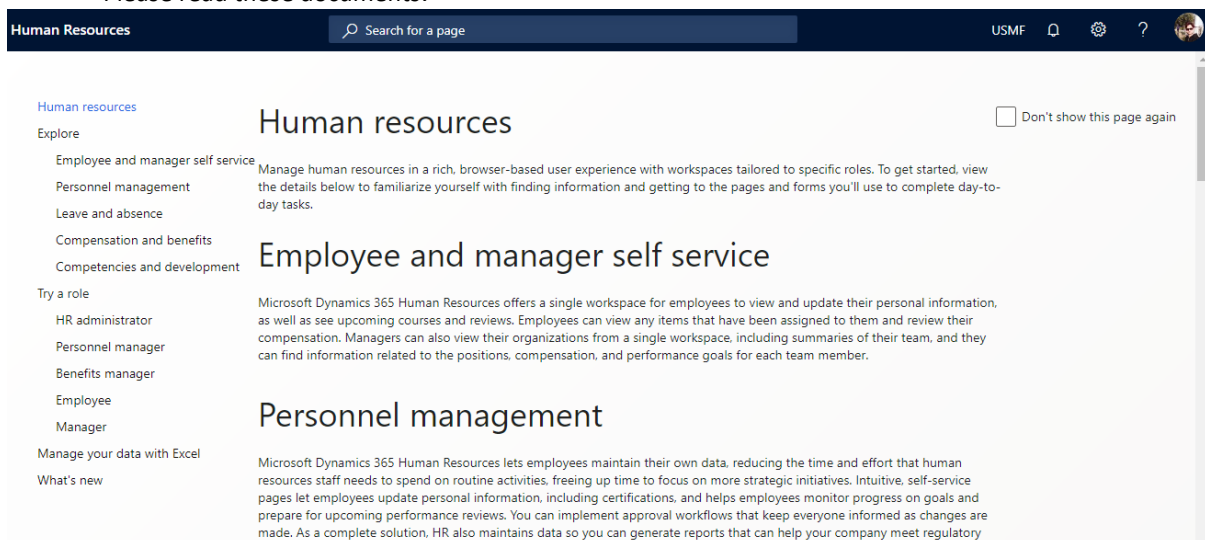 Please read these documents.
Human Resources
Search for a page
USMF
?
Human resources
Explore
Employee and manager self service
Personnel management
Leave and absence
Compensation and benefits
Competencies and development
Try a role
HR administrator
Personnel manager
Benefits manager
Employee
Manager
Manage your data with Excel
What's new
Human resources
Don't show this page again
Manage human resources in a rich, browser-based user experience with workspaces tailored to specific roles. To get started, view
the details below to familiarize yourself with finding information and getting to the pages and forms you'll use to complete day-to-
day tasks.
Employee and manager self service
Microsoft Dynamics 365 Human Resources offers a single workspace for employees to view and update their personal information,
as well as see upcoming courses and reviews. Employees can view any items that have been assigned to them and review their
compensation. Managers can also view their organizations from a single workspace, including summaries of their team, and they
can find information related to the positions, compensation, and performance goals for each team member.
Personnel management
Microsoft Dynamics 365 Human Resources lets employees maintain their own data, reducing the time and effort that human
resources staff needs to spend on routine activities, freeing up time to focus on more strategic initiatives. Intuitive, self-service
pages let employees update personal information, including certifications, and helps employees monitor progress on goals and
prepare for upcoming performance reviews. You can implement approval workflows that keep everyone informed as changes are
made. As a complete solution, HR also maintains data so you can generate reports that can help your company meet regulatory